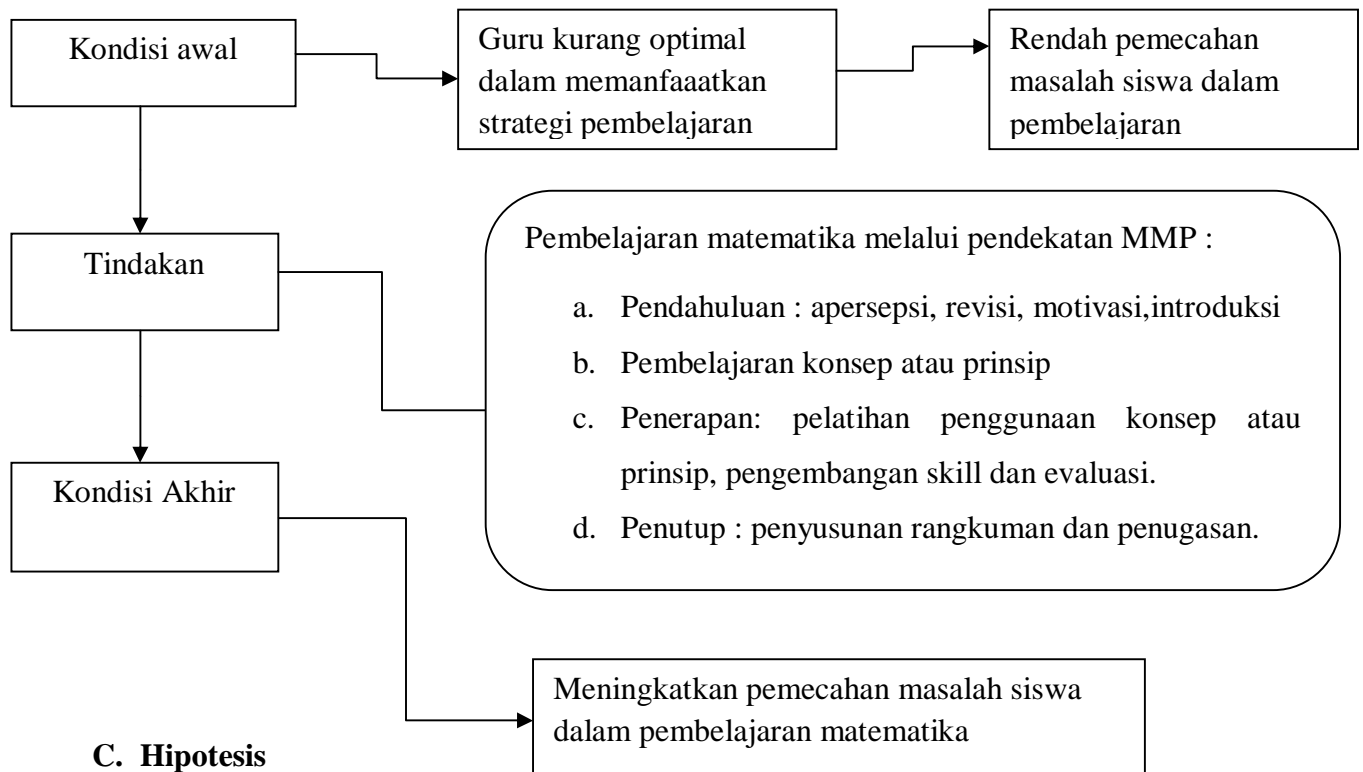 Kondisi awal
Guru kurang optimal
dalam memanfaaatkan
strategi pembelajaran
Rendah pemecahan
masalah siswa dalam
pembelajaran
Tindakan
Pembelajaran matematika melalui pendekatan MMP :
a. Pendahuluan : apersepsi, revisi, motivasi,introduksi
b. Pembelajaran konsep atau prinsip
c. Penerapan: pelatihan penggunaan konsep atau
prinsip, pengembangan skill dan evaluasi.
d. Penutup : penyusunan rangkuman dan penugasan.
Kondisi Akhir
Meningkatkan pemecahan masalah siswa
dalam pembelajaran matematika
C. Hipotesis